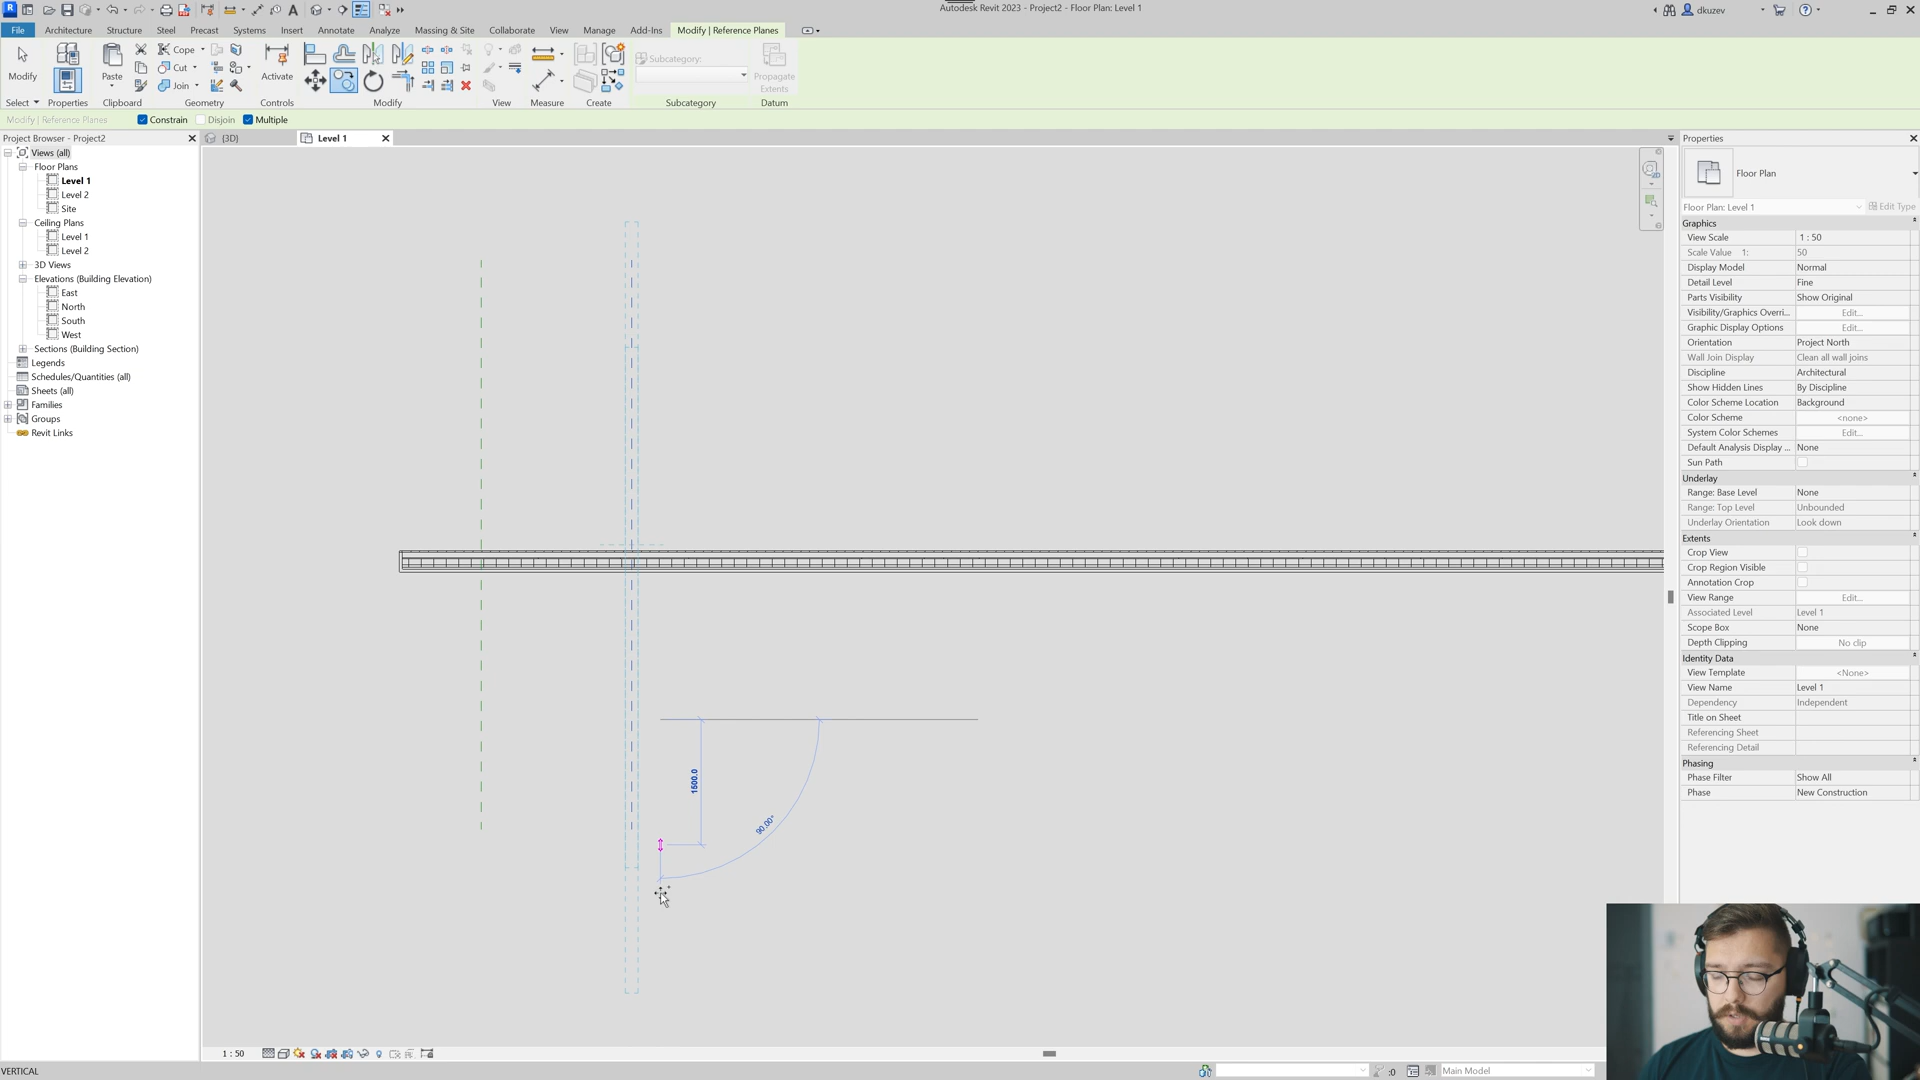 Autodesk Revit 2023 - Project2 - Floor Plan: Level 1
dkuzev
File
Architecture
Structure
Steel
Precast
Systems
Insert
Annotate
Analyze
Massing & Site
Collaborate
View
Manage
Add-Ins
Modify | Reference Planes
Modify
Paste
Cope
Cut
Join
Activate
Subcategory:
Propagate
Extents
Select
Properties
Clipboard
Geometry
Controls
Modify
View
Measure
Create
Subcategory
Datum
Modify | Reference Planes
Constrain
Disjoin
Multiple
Project Browser - Project2
Views (all)
Floor Plans
Level 1
Level 2
Site
Ceiling Plans
Level 1
Level 2
3D Views
Elevations (Building Elevation)
East
North
South
West
Sections (Building Section)
Legends
Schedules/Quantities (all)
Sheets (all)
Families
Groups
Revit Links
{3D}
Level 1
1500.0
90.00°
Properties
Floor Plan
Floor Plan: Level 1
Edit Type
Graphics
View Scale 1 : 50
Scale Value 1: 50
Display Model Normal
Detail Level Fine
Parts Visibility Show Original
Visibility/Graphics Overri... Edit...
Graphic Display Options Edit...
Orientation Project North
Wall Join Display Clean all wall joins
Discipline Architectural
Show Hidden Lines By Discipline
Color Scheme Location Background
Color Scheme <none>
System Color Schemes Edit...
Default Analysis Display ... None
Sun Path
Underlay
Range: Base Level None
Range: Top Level Unbounded
Underlay Orientation Look down
Extents
Crop View
Crop Region Visible
Annotation Crop
View Range Edit...
Associated Level Level 1
Scope Box None
Depth Clipping No clip
Identity Data
View Template <None>
View Name Level 1
Dependency Independent
Title on Sheet
Referencing Sheet
Referencing Detail
Phasing
Phase Filter Show All
Phase New Construction
1 : 50
VERTICAL
:0
Main Model